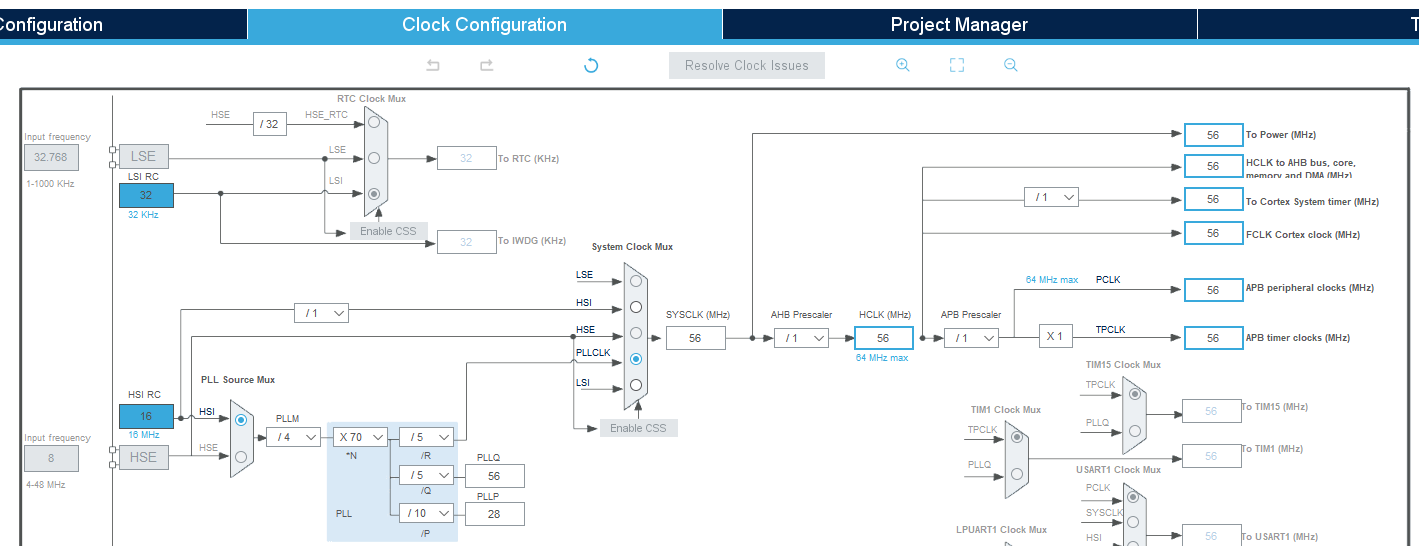 Configuration
Clock Configuration
Project Manager
Resolve Clock Issues
RTC Clock Mux
HSE
/ 32
HSE_RTC
Input frequency
32.768
1-1000 KHz
LSE
LSE
32
To RTC (KHz)
LSI RC
32
32 KHz
LSI
Enable CSS
32
To IWDG (KHz)
56
To Power (MHz)
56
HCLK to AHB bus, core,
memory and DMA (MHz)
/ 1
56
To Cortex System timer (MHz)
56
FCLK Cortex clock (MHz)
System Clock Mux
LSE
HSI
/ 1
HSE
PLLCLK
LSI
Enable CSS
SYSCLK (MHz)
56
AHB Prescaler
/ 1
HCLK (MHz)
56
64 MHz max
APB Prescaler
/ 1
64 MHz max
PCLK
56
APB peripheral clocks (MHz)
X 1
TPCLK
56
APB timer clocks (MHz)
PLL Source Mux
HSI RC
16
16 MHz
HSI
HSE
Input frequency
8
4-48 MHz
HSE
PLLM
/ 4
X 70
*N
/ 5
/R
/ 5
/Q
PLLQ
56
PLL
/ 10
/P
PLLP
28
TIM15 Clock Mux
TPCLK
PLLQ
56
To TIM15 (MHz)
TIM1 Clock Mux
TPCLK
PLLQ
56
To TIM1 (MHz)
USART1 Clock Mux
PCLK
SYSCLK
HSI
56
To USART1 (MHz)
LPUART1 Clock Mux